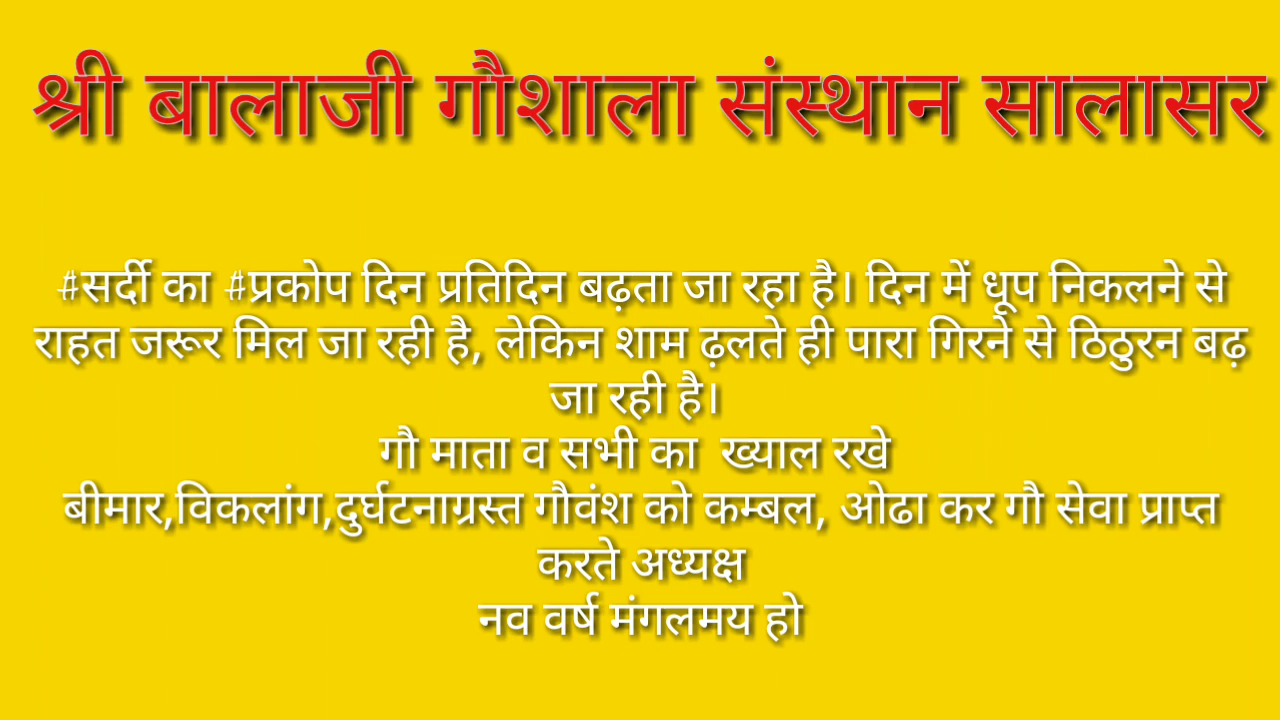 श्री बालाजी गौशाला संस्थान सालासर
#सर्दी का #प्रकोप दिन प्रतिदिन बढ़ता जा रहा है। दिन में धूप निकलने से
राहत जरूर मिल जा रही है, लेकिन शाम ढ़लते ही पारा गिरने से ठिठुरन बढ़
जा रही है।
गौ माता व सभी का ख्याल रखे
बीमार,विकलांग,दुर्घटनाग्रस्त गौवंश को कम्बल, ओढा कर गौ सेवा प्राप्त
करते अध्यक्ष
नव वर्ष मंगलमय हो